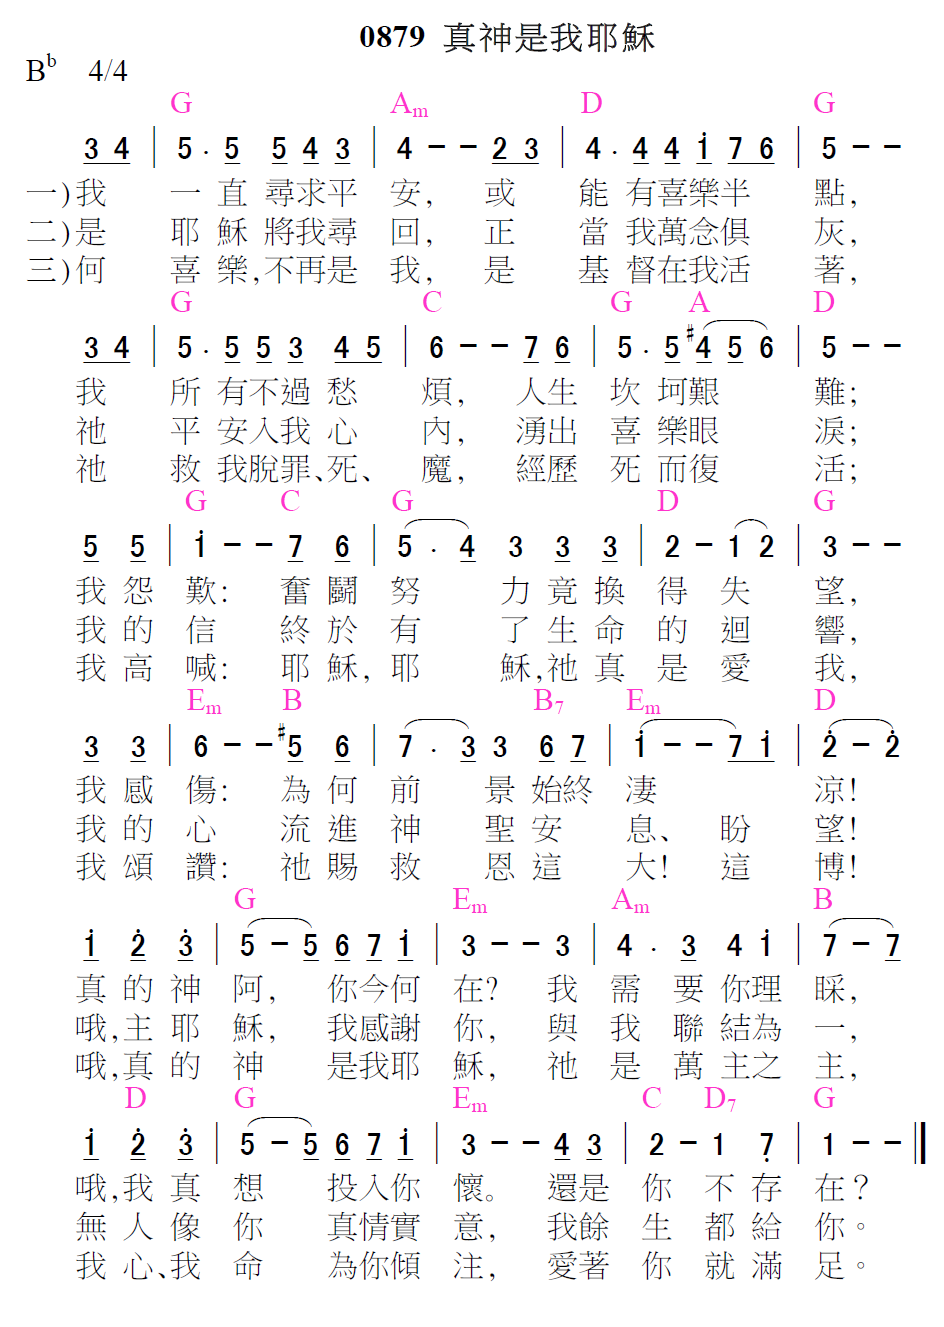 0879 真神是我耶穌
Bb 4/4
G Am D G
3 4 | 5 . 5 5 4 3 | 4 - - 2 3 | 4 . 4 4 i 7 6 | 5 - -
一)我 一 直 尋求平 安, 或 能 有喜樂半 點,
二)是 耶 穌 將我尋 回, 正 當 我萬念俱 灰,
三)何 喜 樂,不再是 我, 是 基 督在我活 著,
G C G A D
3 4 | 5 . 5 5 3 4 5 | 6 - - 7 6 | 5 . 5 #4 5 6 | 5 - -
我 所 有不過 愁 煩, 人生 坎 坷艱 難;
祂 平 安入我 心 內, 湧出 喜 樂眼 淚;
祂 救 我脫罪、死、 魔, 經歷 死 而復 活;
G C G D G
5 5 | i - - 7 6 | 5 . 4 3 3 3 | 2 - 1 2 | 3 - -
我 怨 歎: 奮 鬭 努 力 竟 換 得 失 望,
我 的 信 終 於 有 了 生 命 的 迴 響,
我 高 喊: 耶 穌, 耶 穌,祂 真 是 愛 我,
Em B B7 Em D
3 3 | 6 - - #5 6 | 7 . 3 3 6 7 | i - - 7 i | 2̇ - 2̇
我 感 傷: 為 何 前 景 始終 淒 涼!
我 的 心 流 進 神 聖 安 息、 盼 望!
我 頌 讚: 祂 賜 救 恩 這 大! 這 博!
G Em Am B
i 2̇ 3̇ | 5 - 5 6 7 i | 3 - - 3 | 4 . 3 4 i | 7 - 7
真 的 神 阿, 你今何 在? 我 需 要 你理 睬,
哦,主 耶 穌, 我感謝 你, 與 我 聯 結為 一,
哦,真 的 神 是我耶 穌, 祂 是 萬 主之 主,
D G Em C D7 G
i 2̇ 3̇ | 5 - 5 6 7 i | 3 - - 4 3 | 2 - 1 7̣ | 1 - - ‖
哦,我 真 想 投入你 懷。 還是 你 不 存 在?
無 人 像 你 真情實 意, 我餘 生 都 給 你。
我 心、我 命 為你傾 注, 愛著 你 就 滿 足。